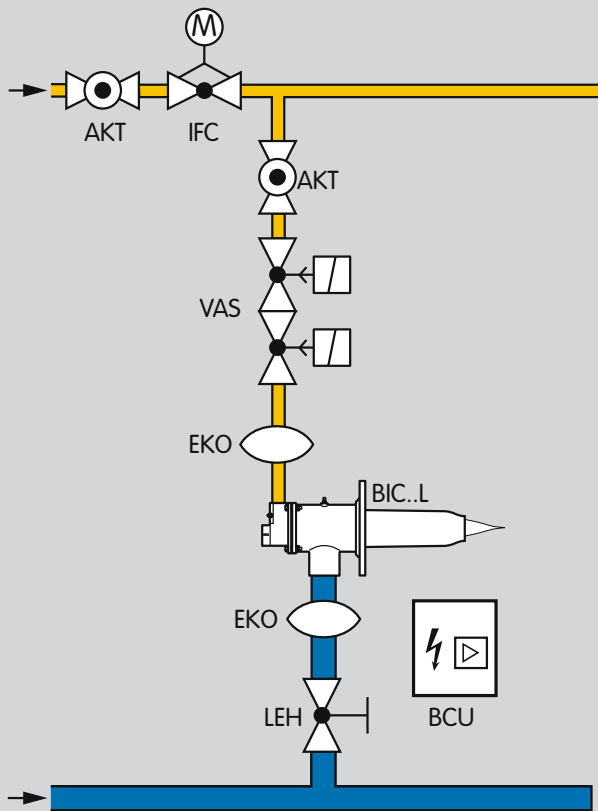 M
AKT
IFC
AKT
VAS
EKO
BIC..L
EKO
LEH
BCU